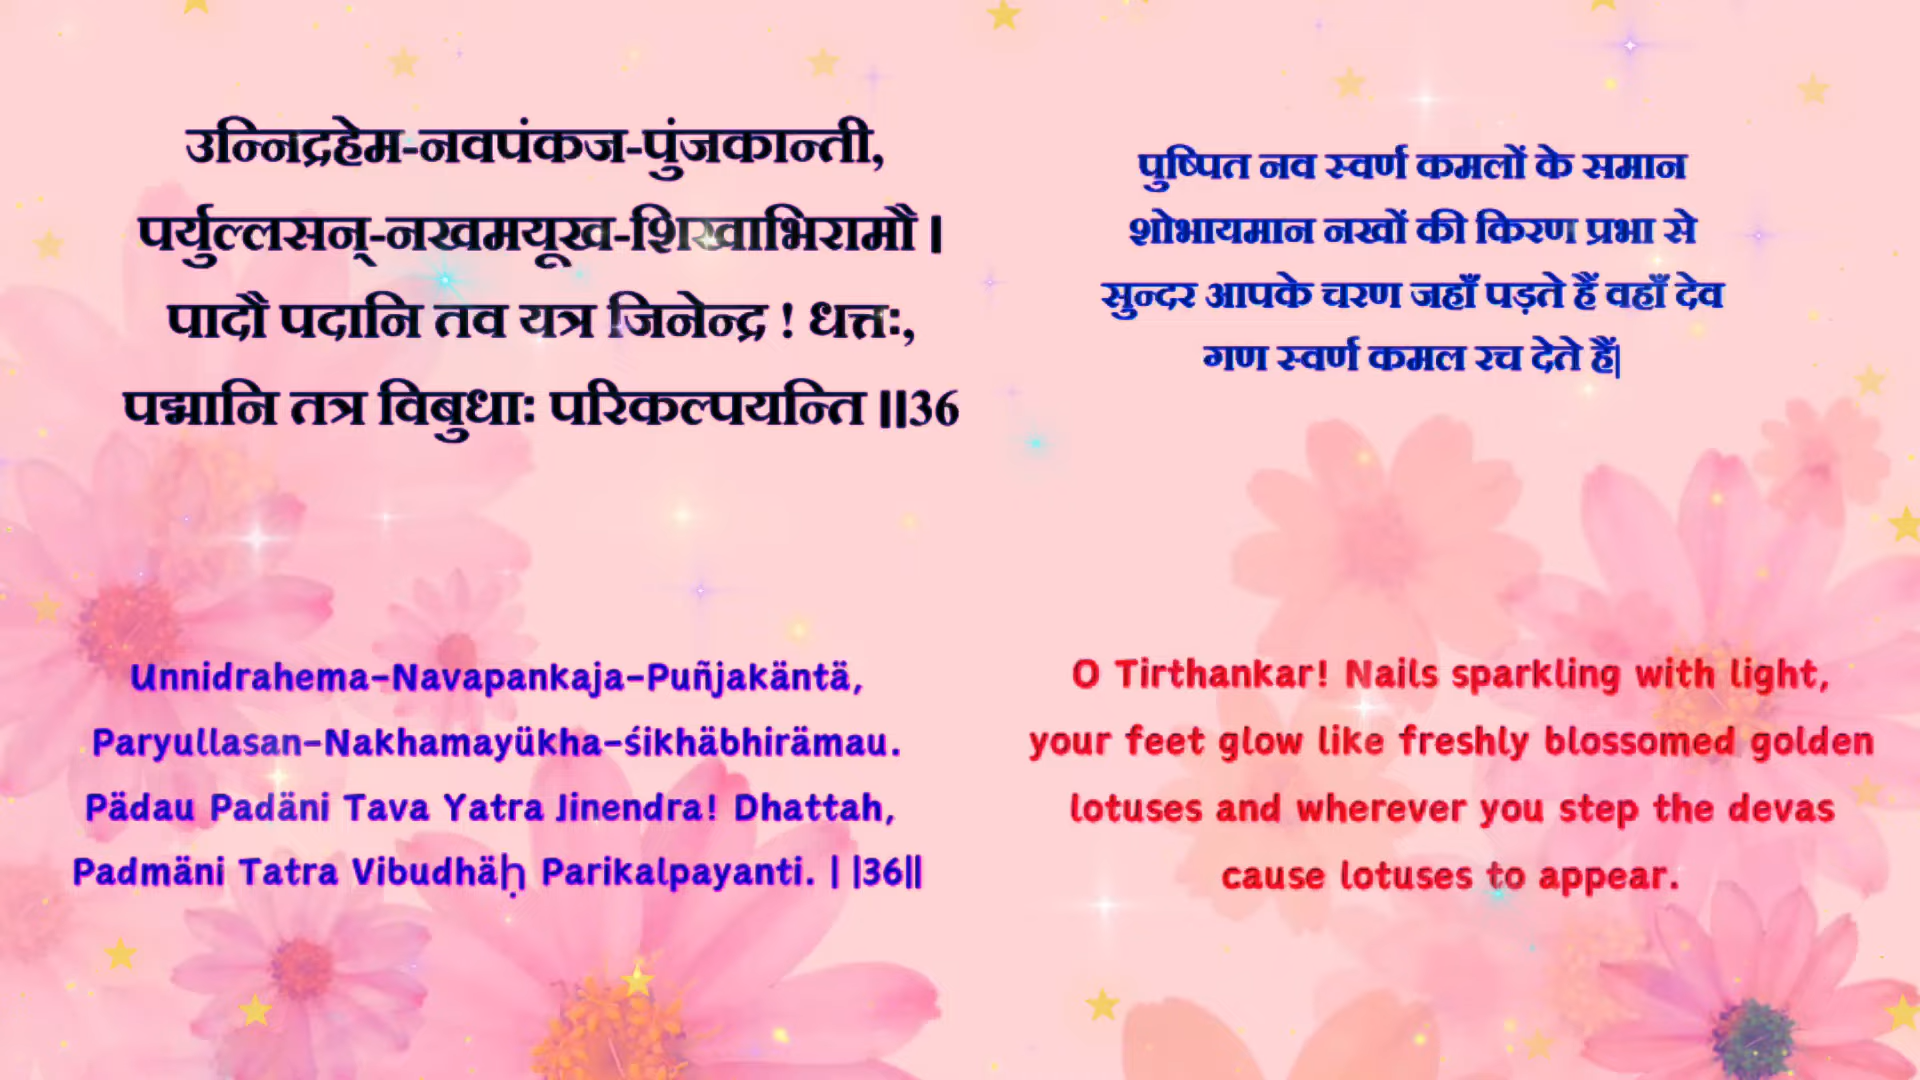 उन्निद्रहेम-नवपंकज-पुंजकान्ती,
पर्युल्लसन्-नखमयूख-शिखाभिरामौ |
पादौ पदानि तव यत्र जिनेन्द्र ! धत्तः,
पद्मानि तत्र विबुधाः परिकल्पयन्ति ||36
पुष्पित नव स्वर्ण कमलों के समान
शोभायमान नखों की किरण प्रभा से
सुन्दर आपके चरण जहाँ पड़ते हैं वहाँ देव
गण स्वर्ण कमल रच देते हैं|
Unnidrahema-Navapankaja-Puñjakäntä,
Paryullasan-Nakhamayükha-śikhäbhirämau.
Pädau Padäni Tava Yatra Jinendra! Dhattah,
Padmäni Tatra Vibudhäḥ Parikalpayanti. | |36||
O Tirthankar! Nails sparkling with light,
your feet glow like freshly blossomed golden
lotuses and wherever you step the devas
cause lotuses to appear.